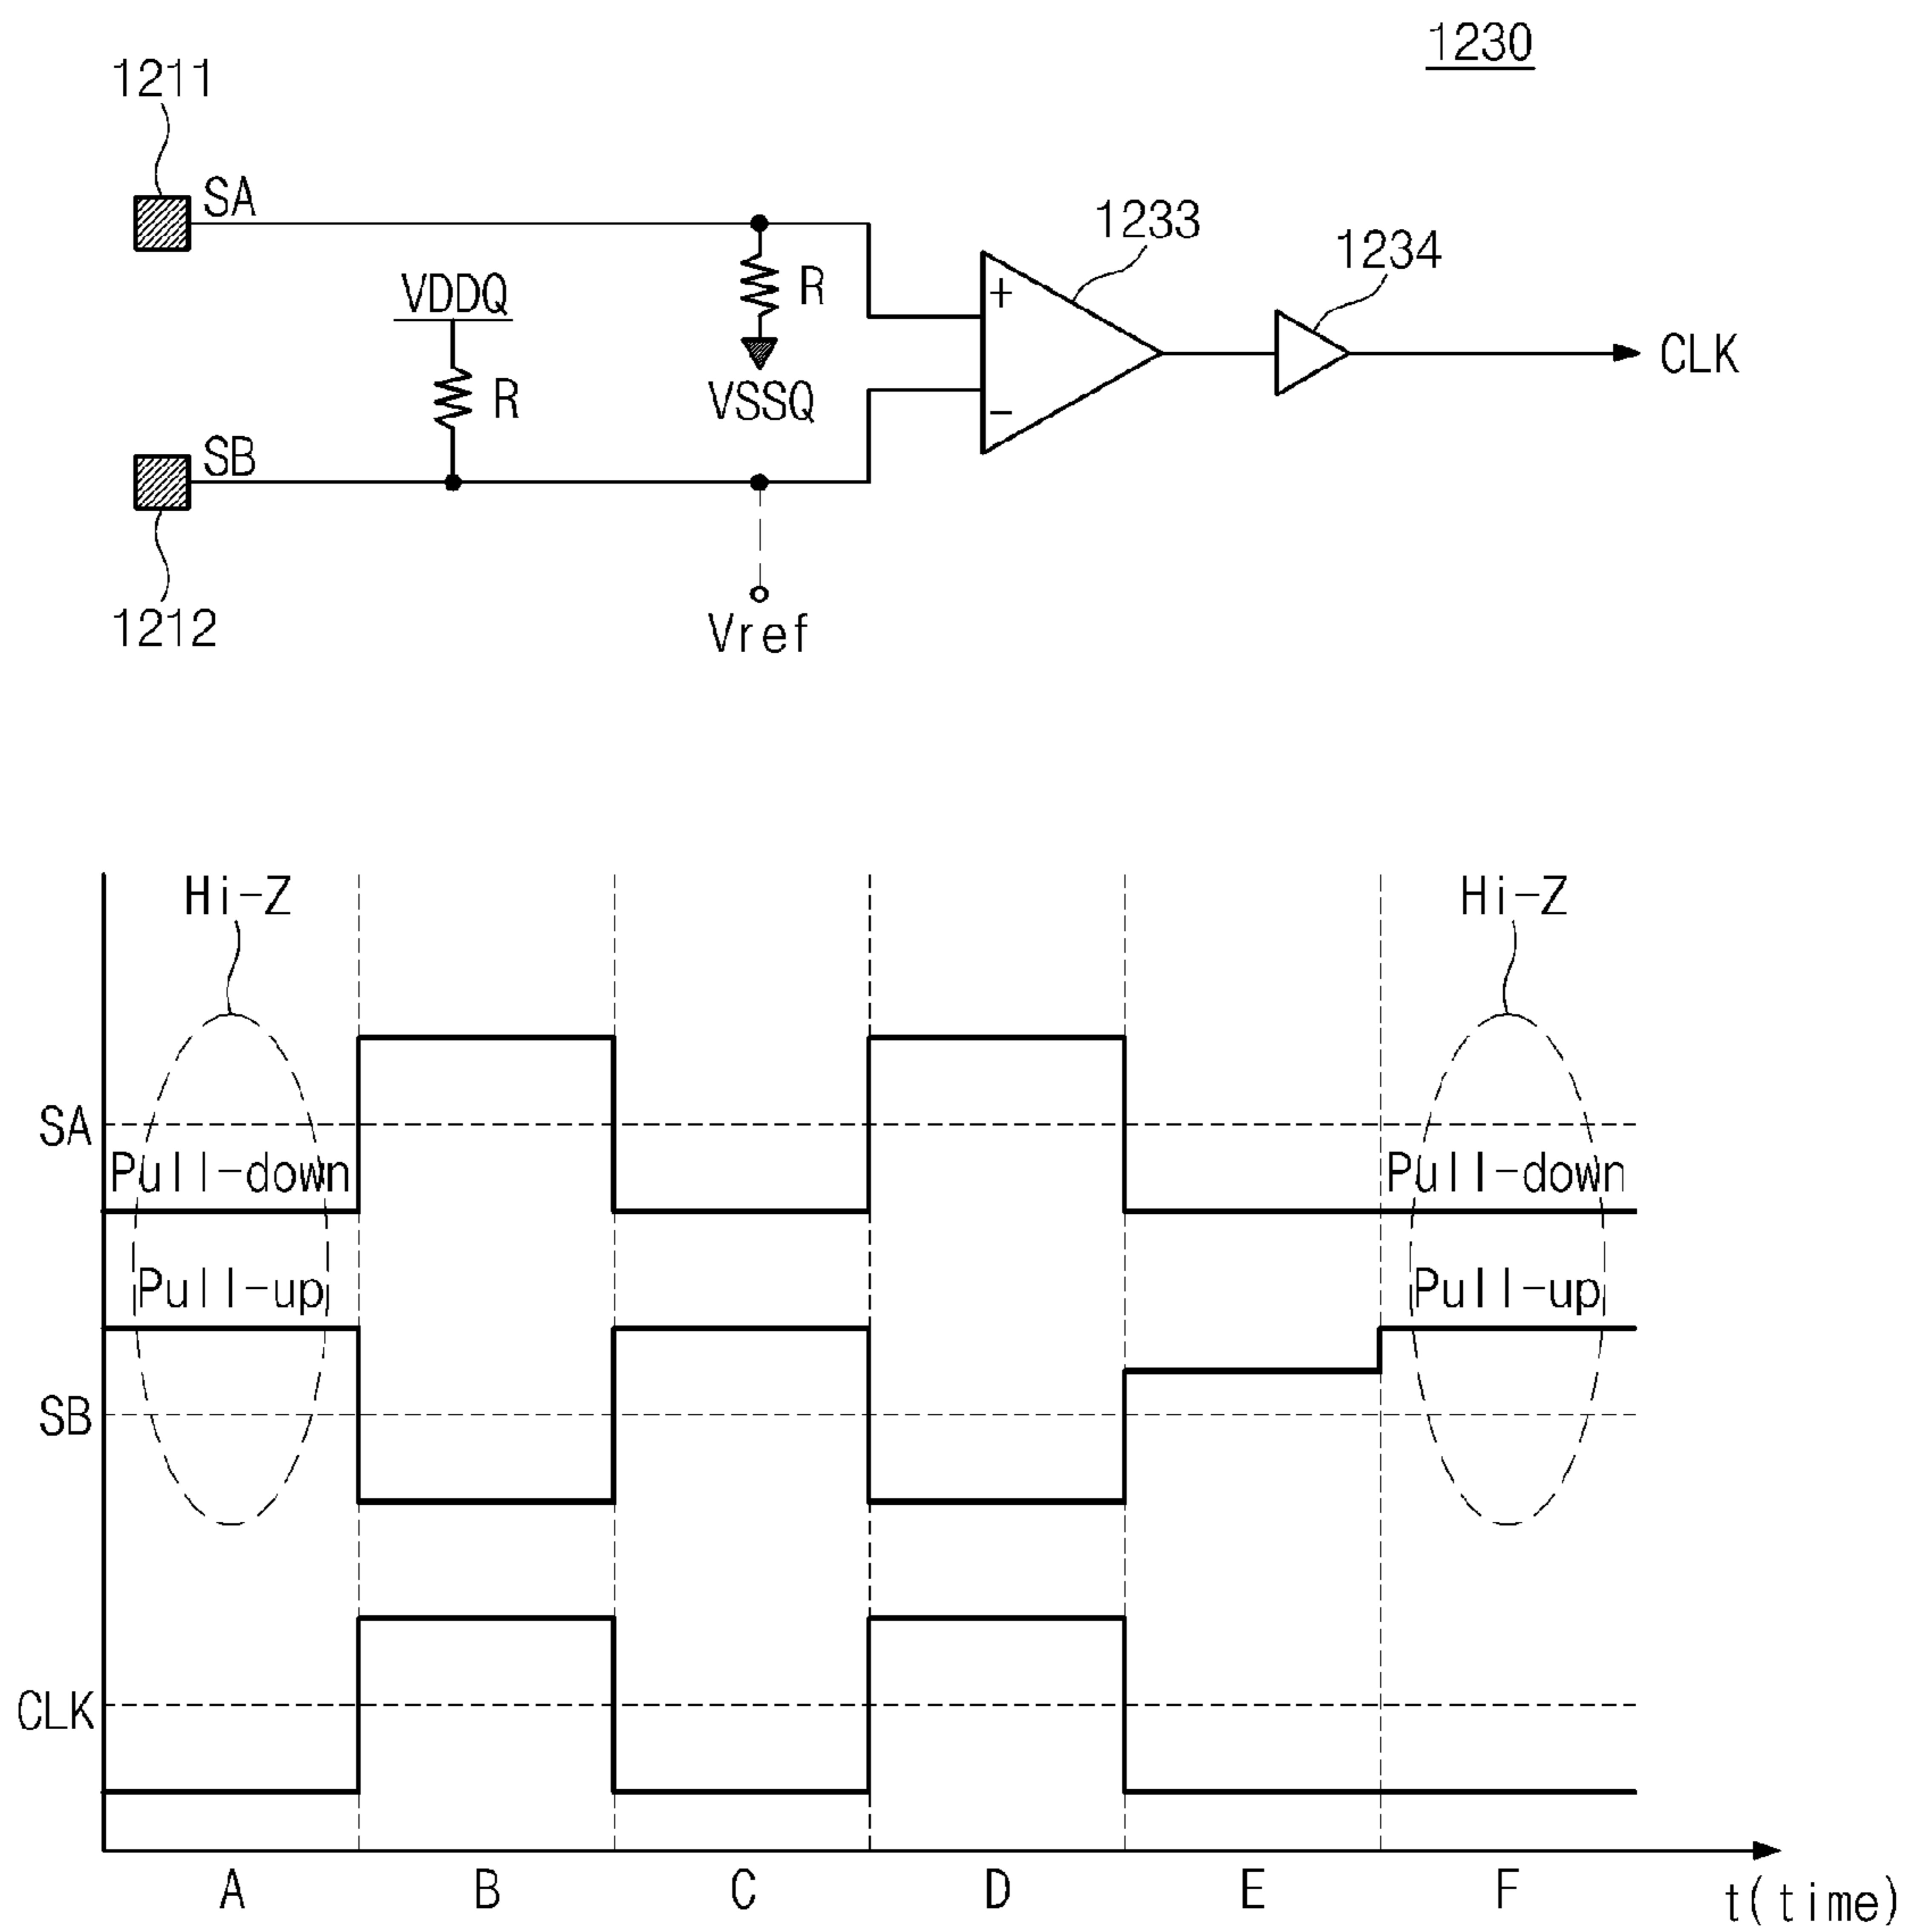 1230
1211
SA
1233
1234
VDDQ
R
+
CLK
R
VSSQ
−
SB
1212
Vref
Hi-Z
Hi-Z
SA
Pull-down
Pull-down
Pull-up
Pull-up
SB
CLK
A B C D E F
t(time)